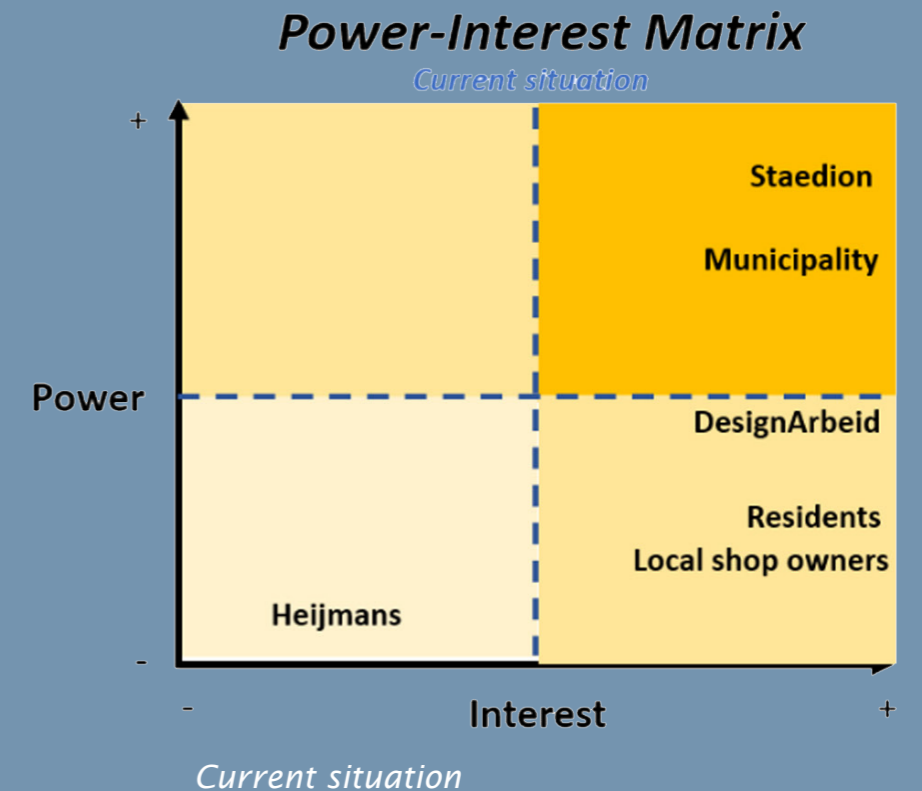 Power-Interest Matrix
Current situation
+
Staedion
Municipality
Power
DesignArbeid
Residents
Local shop owners
Heijmans
-
-
Interest
+
Current situation